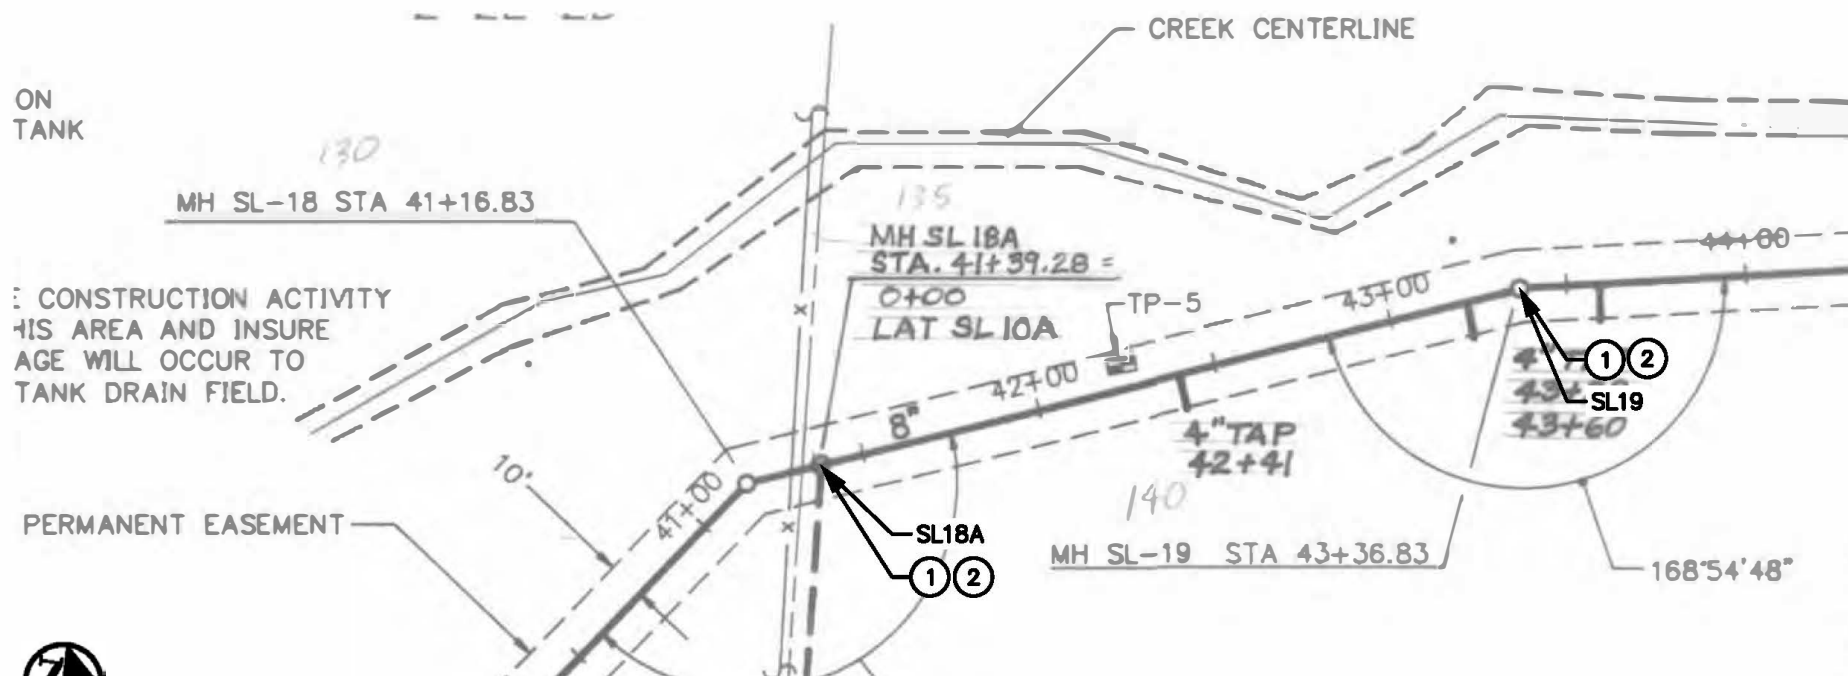 CREEK CENTERLINE
ON
TANK
130
MH SL-18 STA 41+16.83
135
MH SL 18A
STA. 41+39.28 =
0+00
LAT SL 10A
E CONSTRUCTION ACTIVITY
HIS AREA AND INSURE
AGE WILL OCCUR TO
TANK DRAIN FIELD.
TP-5
44+00
43+00
42+00
41+00
8"
10'
4" TAP
42+41
1 2
SL19
4"
43+60
140
PERMANENT EASEMENT
SL18A
1 2
MH SL-19 STA 43+36.83
168°54'48"